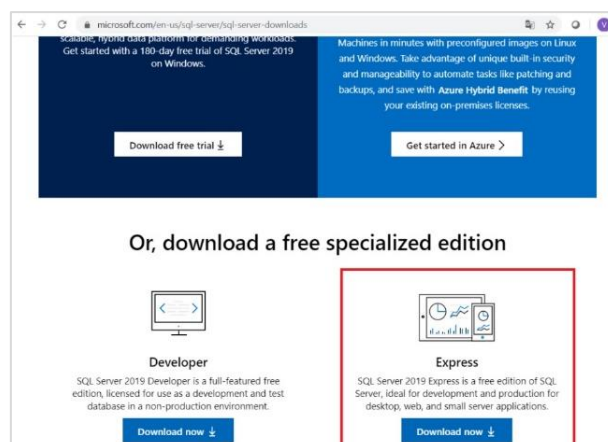 microsoft.com/en-us/sql-server/sql-server-downloads
scalable, hybrid data platform for demanding workloads.
Get started with a 180-day free trial of SQL Server 2019
on Windows.
Download free trial
Machines in minutes with preconfigured images on Linux
and Windows. Take advantage of unique built-in security
and manageability to automate tasks like patching and
backups, and save with Azure Hybrid Benefit by reusing
your existing on-premises licenses.
Get started in Azure
Or, download a free specialized edition
Developer
SQL Server 2019 Developer is a full-featured free
edition, licensed for use as a development and test
database in a non-production environment.
Download now
Express
SQL Server 2019 Express is a free edition of SQL
Server, ideal for development and production for
desktop, web, and small server applications.
Download now